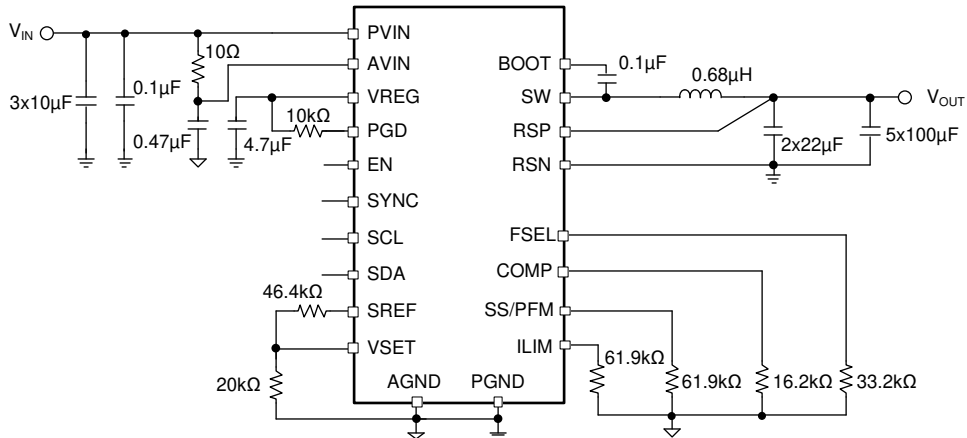 VIN
PVIN
10Ω
AVIN
BOOT
0.1µF
0.68µH
0.1µF
3x10µF
VREG
SW
VOUT
10kΩ
PGD
RSP
0.47µF
4.7µF
2x22µF
5x100µF
EN
RSN
SYNC
SCL
FSEL
SDA
COMP
46.4kΩ
SREF
SS/PFM
VSET
ILIM
20kΩ
AGND
PGND
61.9kΩ
61.9kΩ
16.2kΩ
33.2kΩ